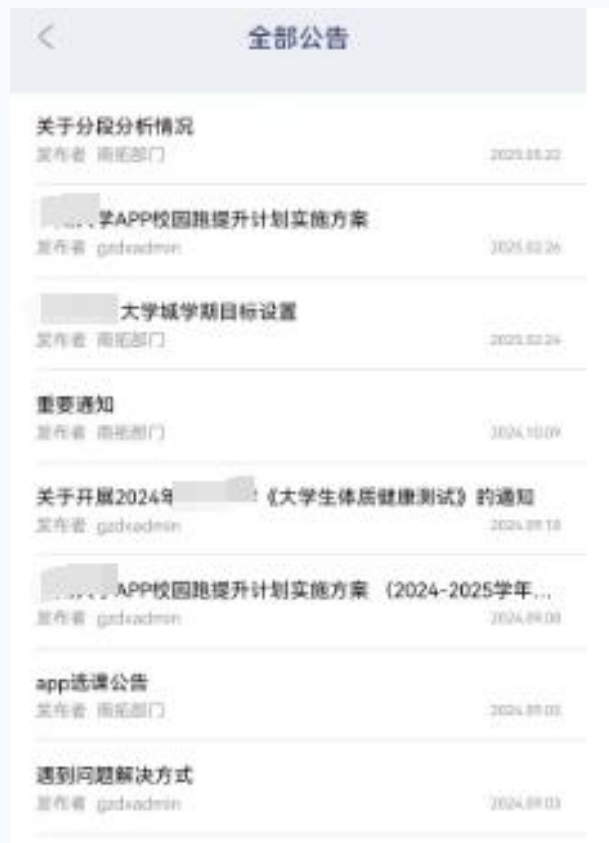 全部公告
关于分段分析情况
发布者 南拓部门
2025.05.22
学APP校园跑提升计划实施方案
发布者 gzdxadmin
2025.02.26
大学城学期目标设置
发布者 南拓部门
2025.02.24
重要通知
发布者 南拓部门
2024.10.09
关于开展2024年 《大学生体质健康测试》的通知
发布者 gzdxadmin
2024.09.18
APP校园跑提升计划实施方案 （2024-2025学年...
发布者 gzdxadmin
2024.09.08
app选课公告
发布者 南拓部门
2024.09.03
遇到问题解决方式
发布者 gzdxadmin
2024.09.03